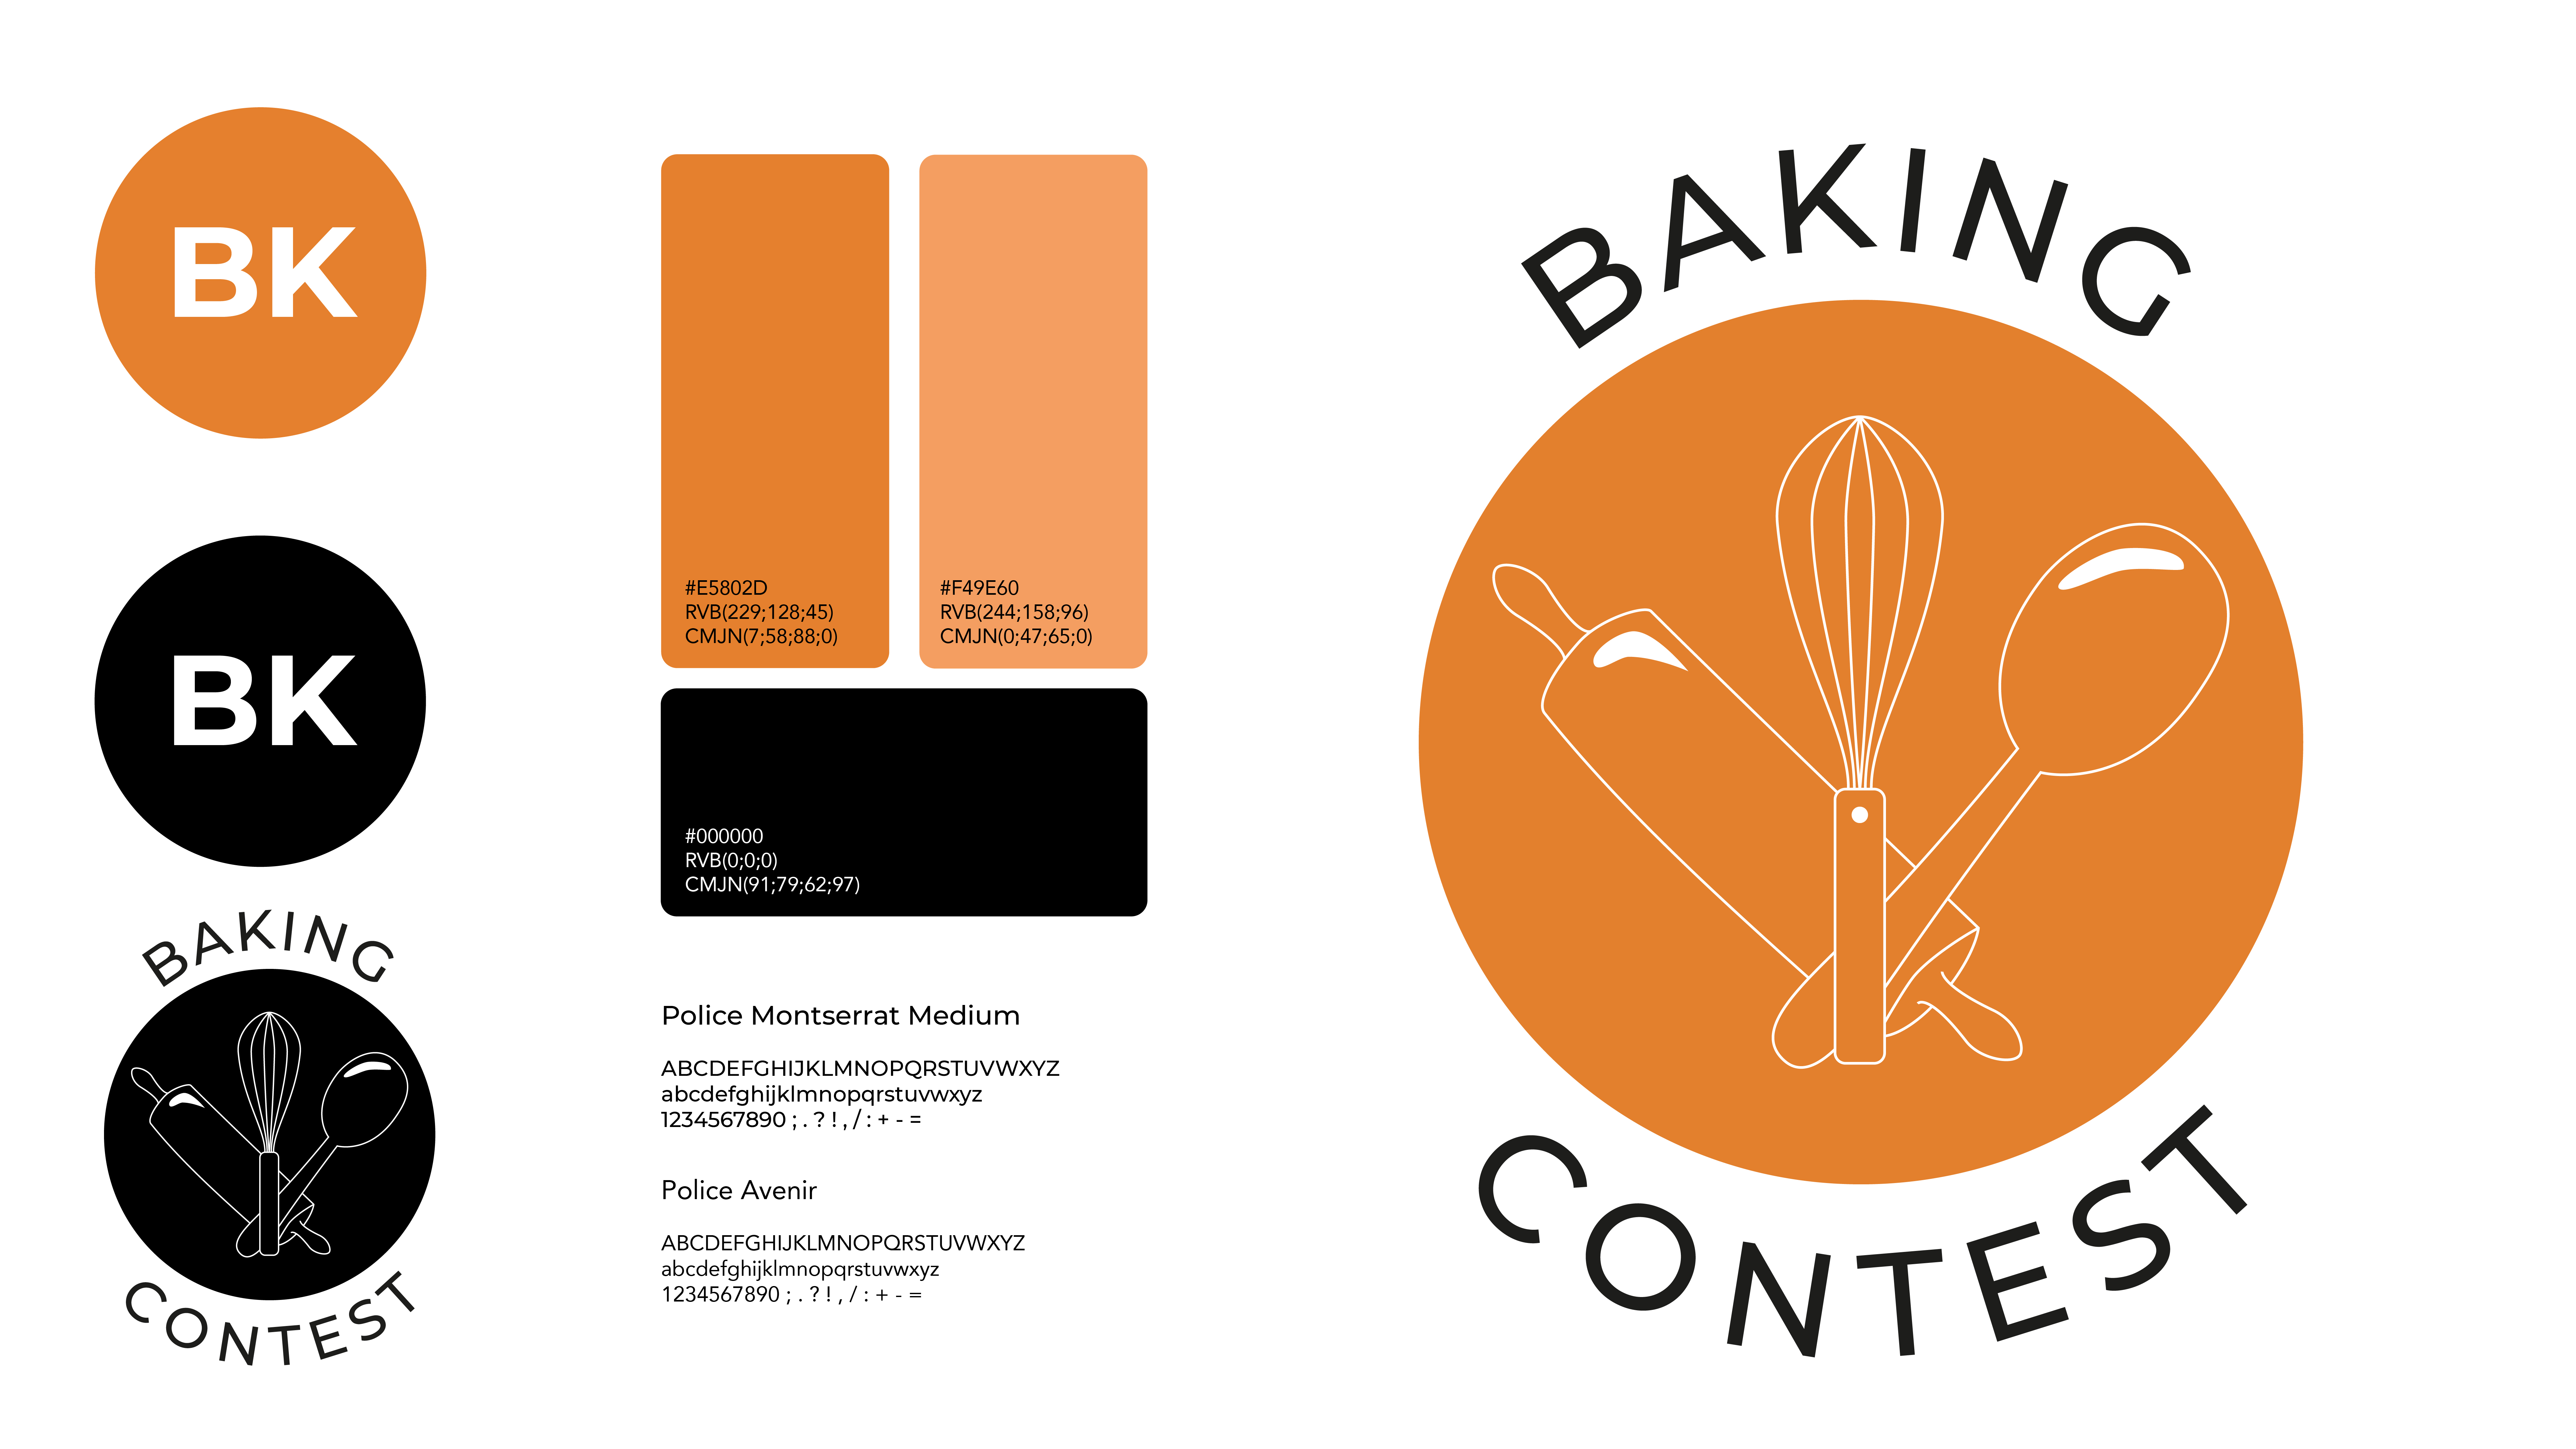 BK
BK
BAKING
CONTEST
#E5802D
RVB(229;128;45)
CMJN(7;58;88;0)
#F49E60
RVB(244;158;96)
CMJN(0;47;65;0)
#000000
RVB(0;0;0)
CMJN(91;79;62;97)
Police Montserrat Medium
ABCDEFGHIJKLMNOPQRSTUVWXYZ
abcdefghijklmnopqrstuvwxyz
1234567890 ; . ? ! , / : + - =
Police Avenir
ABCDEFGHIJKLMNOPQRSTUVWXYZ
abcdefghijklmnopqrstuvwxyz
1234567890 ; . ? ! , / : + - =
BAKING
CONTEST